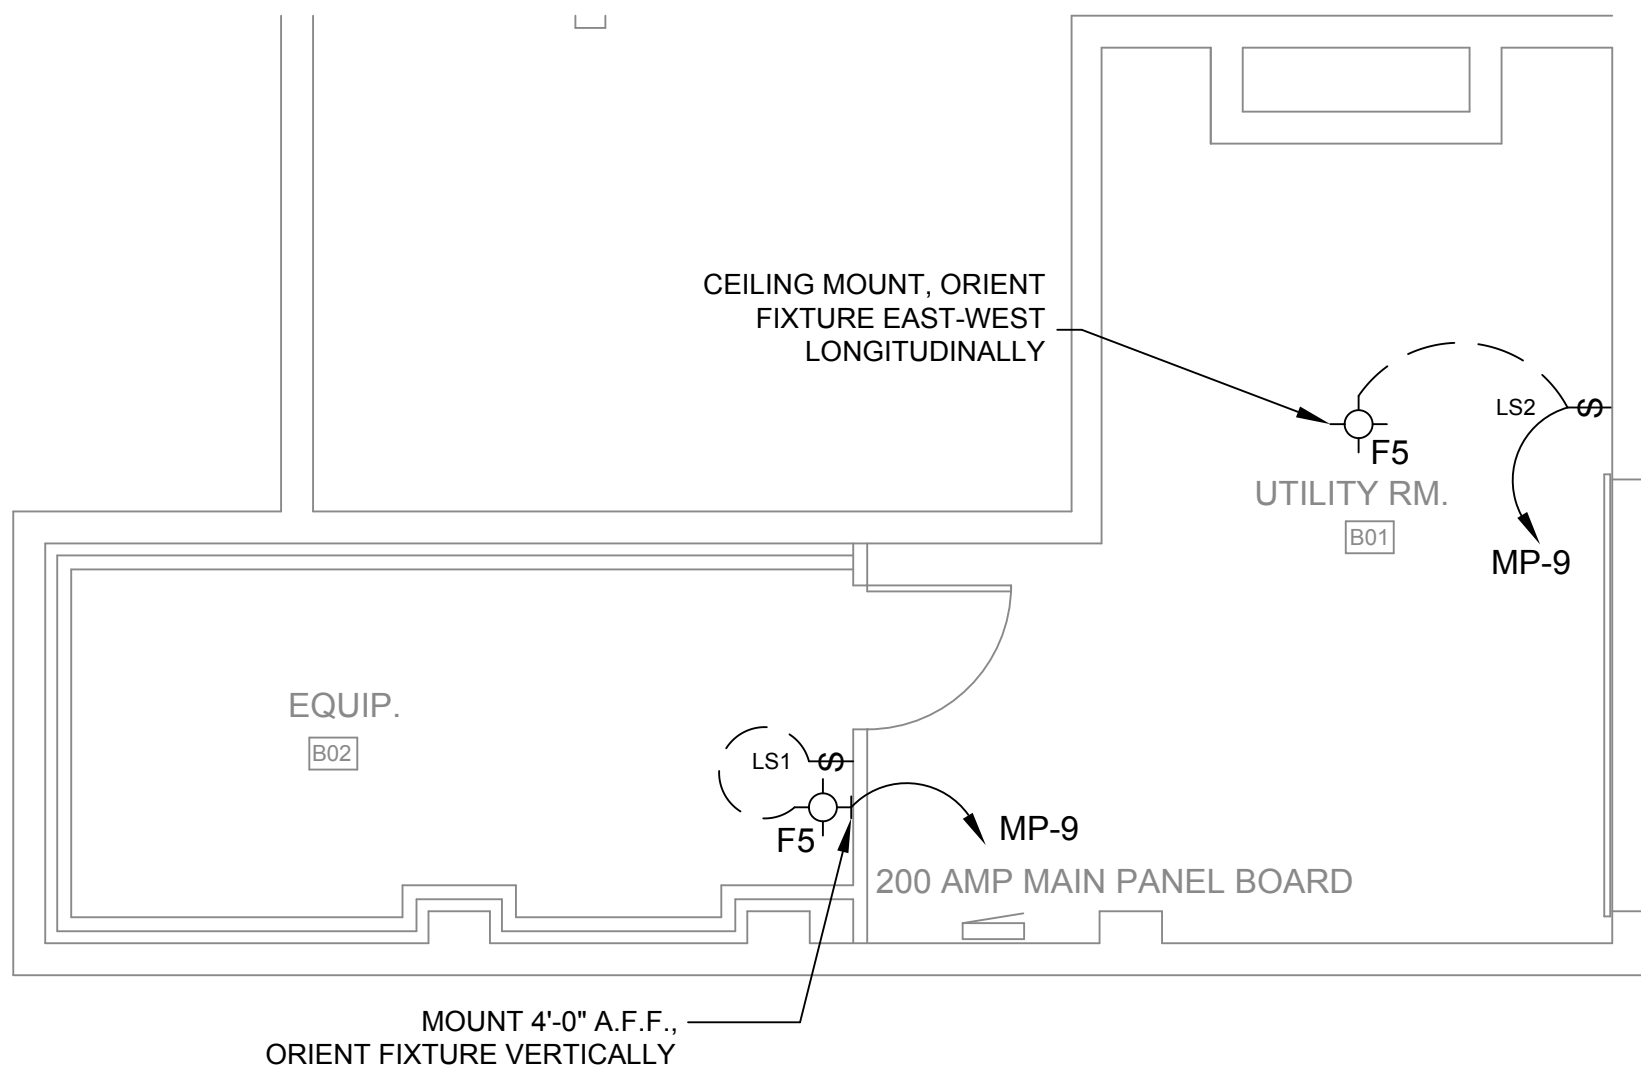 CEILING MOUNT, ORIENT
FIXTURE EAST-WEST
LONGITUDINALLY
LS2
S
F5
UTILITY RM.
B01
MP-9
EQUIP.
B02
LS1
S
F5
MP-9
200 AMP MAIN PANEL BOARD
MOUNT 4'-0" A.F.F.,
ORIENT FIXTURE VERTICALLY